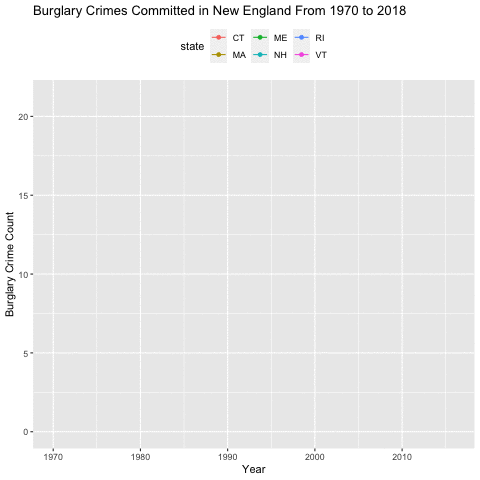 Burglary Crimes Committed in New England From 1970 to 2018
state
CT
ME
RI
MA
NH
VT
Burglary Crime Count
20
15
10
5
0
1970
1980
1990
2000
2010
Year